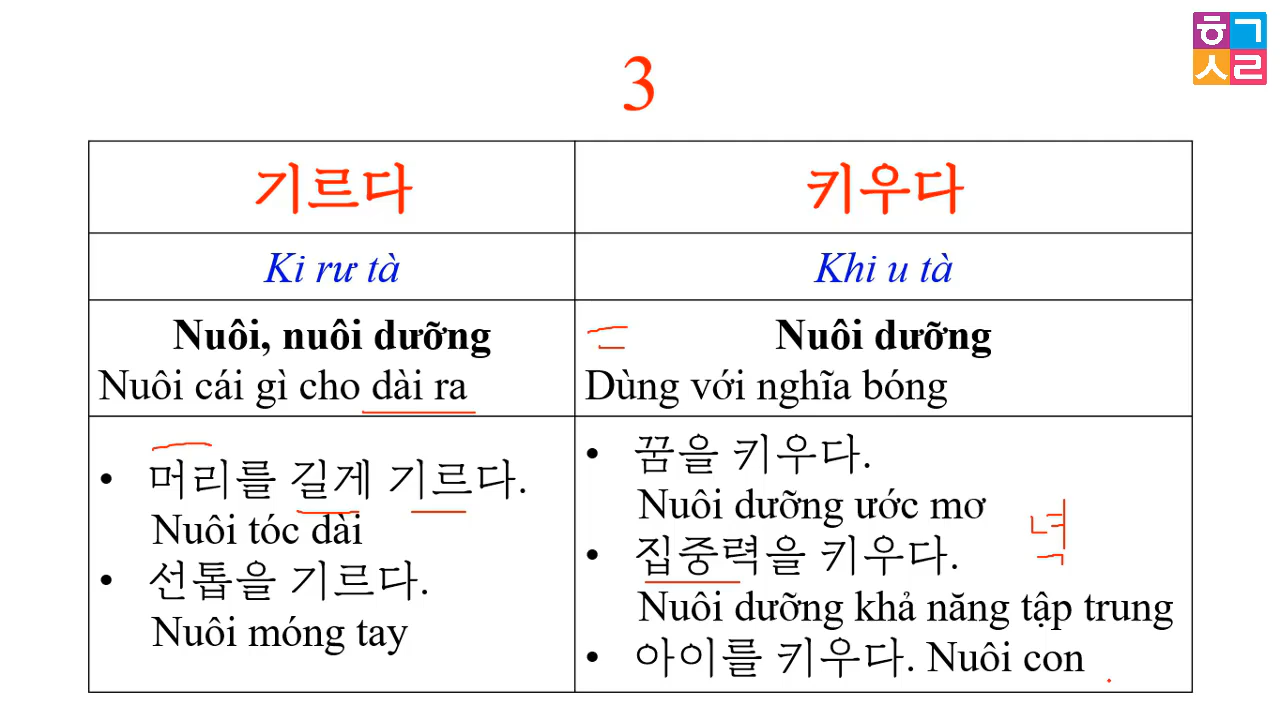 ㅎㄱ
ㅅㄹ
3
기르다
키우다
Ki rư tà
Khi u tà
Nuôi, nuôi dưỡng
Nuôi cái gì cho dài ra
Nuôi dưỡng
Dùng với nghĩa bóng
• 머리를 길게 기르다.
Nuôi tóc dài
• 선톱을 기르다.
Nuôi móng tay
• 꿈을 키우다.
Nuôi dưỡng ước mơ
• 집중력을 키우다.
Nuôi dưỡng khả năng tập trung
• 아이를 키우다. Nuôi con
녁